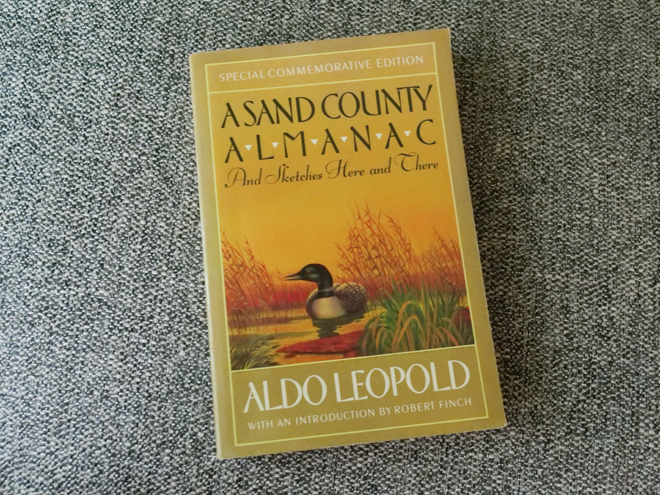 SPECIAL COMMEMORATIVE EDITION
A SAND COUNTY
A·L·M·A·N·A·C
And Sketches Here and There
ALDO LEOPOLD
WITH AN INTRODUCTION BY ROBERT FINCH